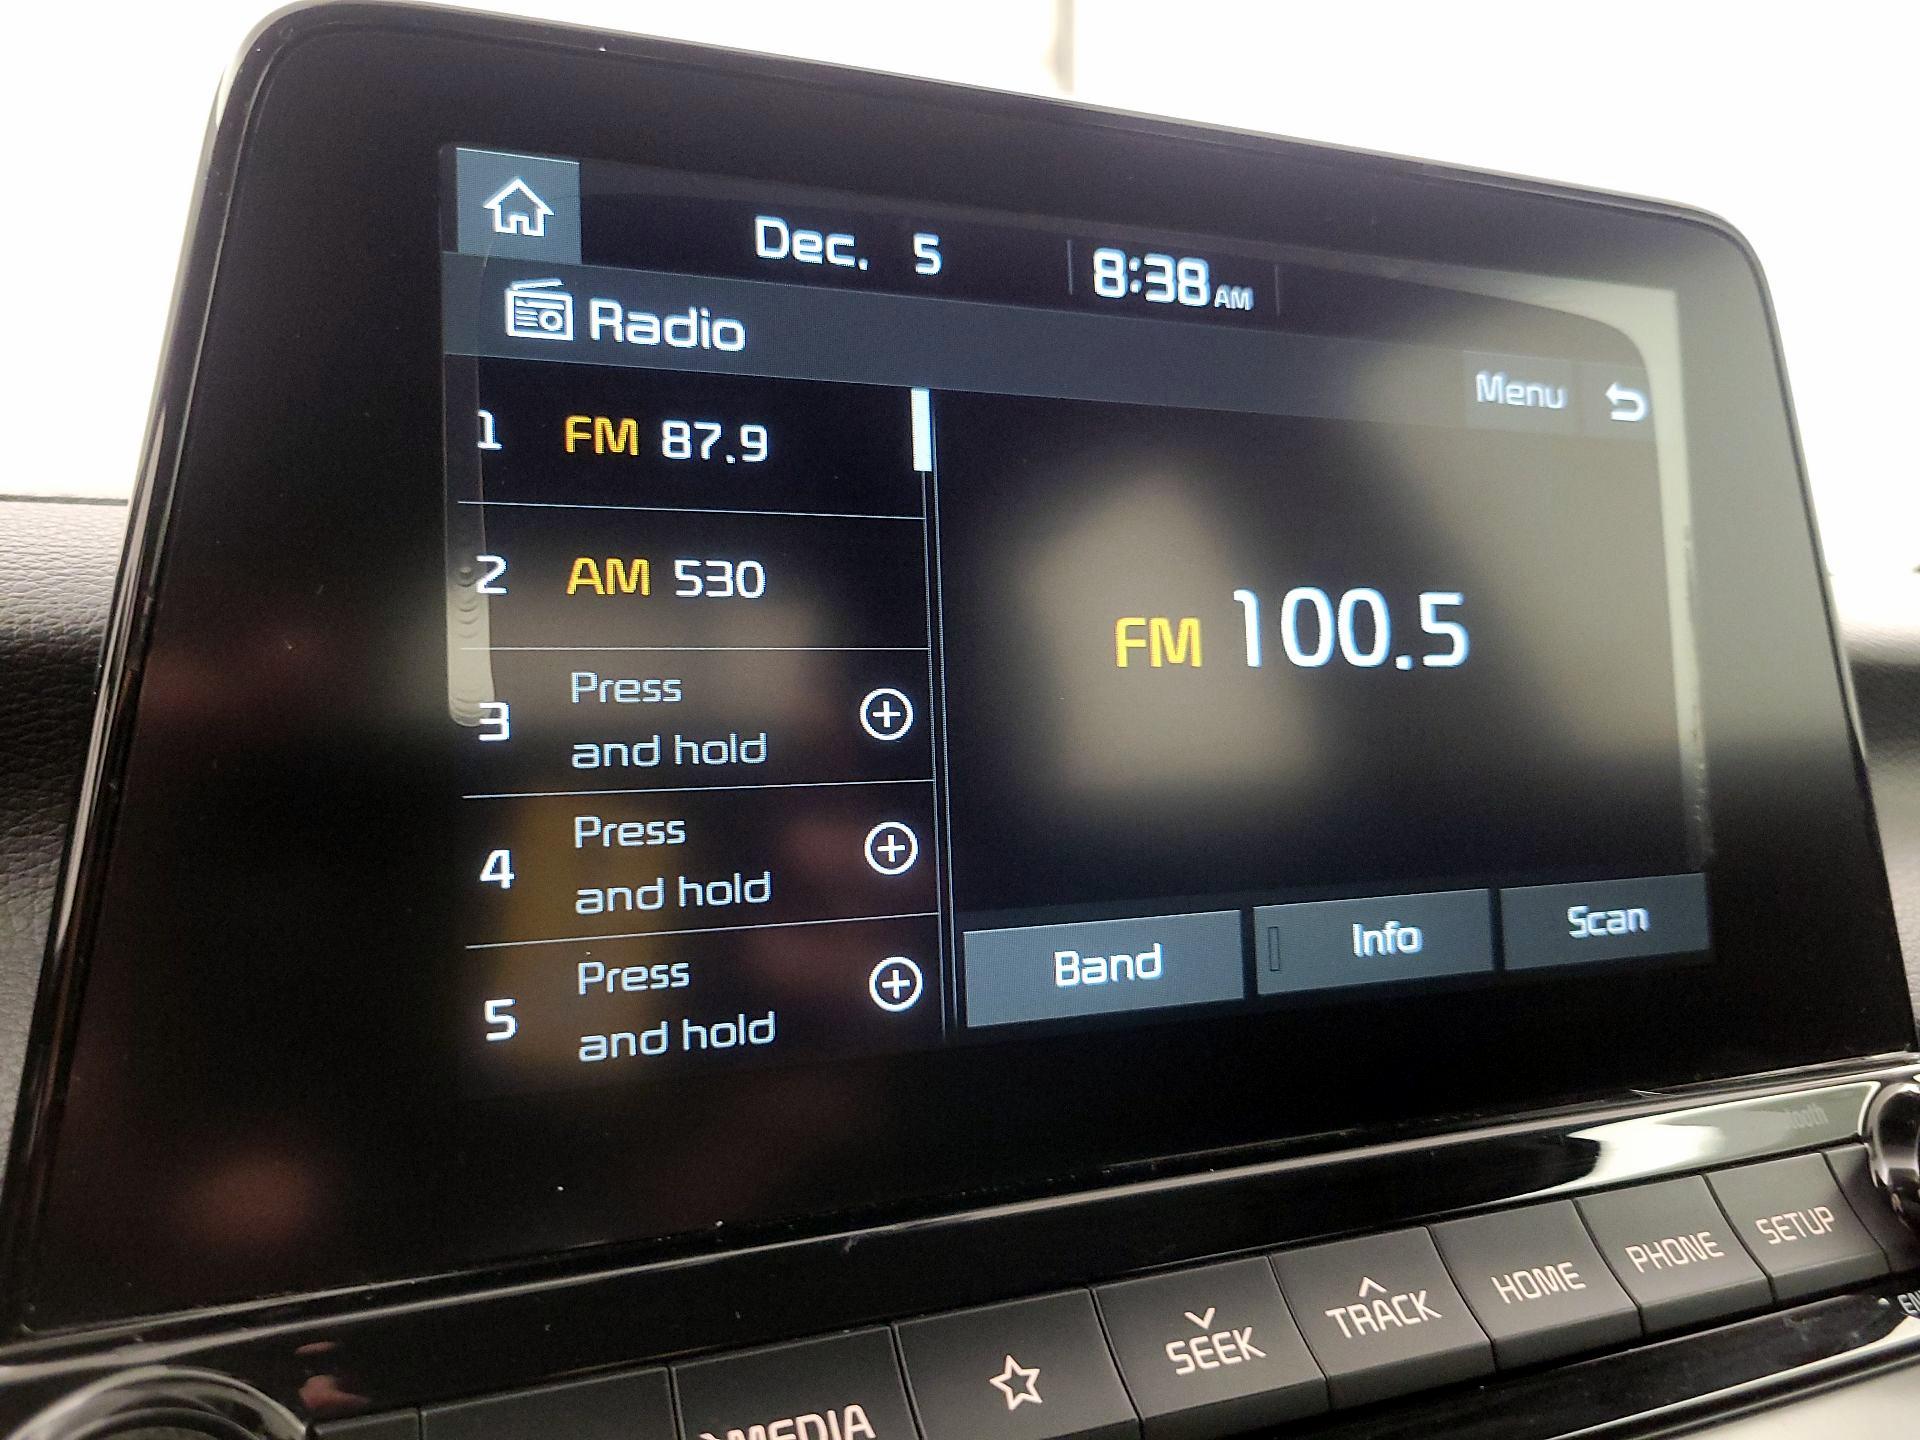 Dec. 5 8:38 AM
Radio
Menu
1 FM 87.9
2 AM 530
3 Press
and hold
4 Press
and hold
5 Press
and hold
FM 100.5
Band Info Scan
MEDIA
SEEK
TRACK
HOME
PHONE
SETUP